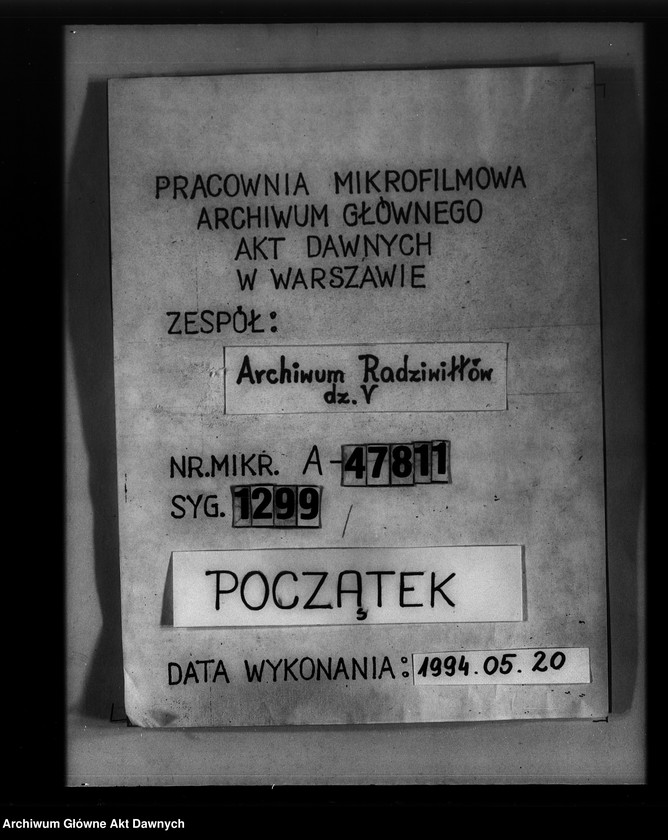 PRACOWNIA MIKROFILMOWA
ARCHIWUM GŁÓWNEGO
AKT DAWNYCH
W WARSZAWIE
ZESPÓŁ:
Archiwum Radziwiłłów
dz. V
NR.MIKR. A-47811
SYG. 1299
POCZĄTEK
DATA WYKONANIA: 1994.05.20
Archiwum Główne Akt Dawnych